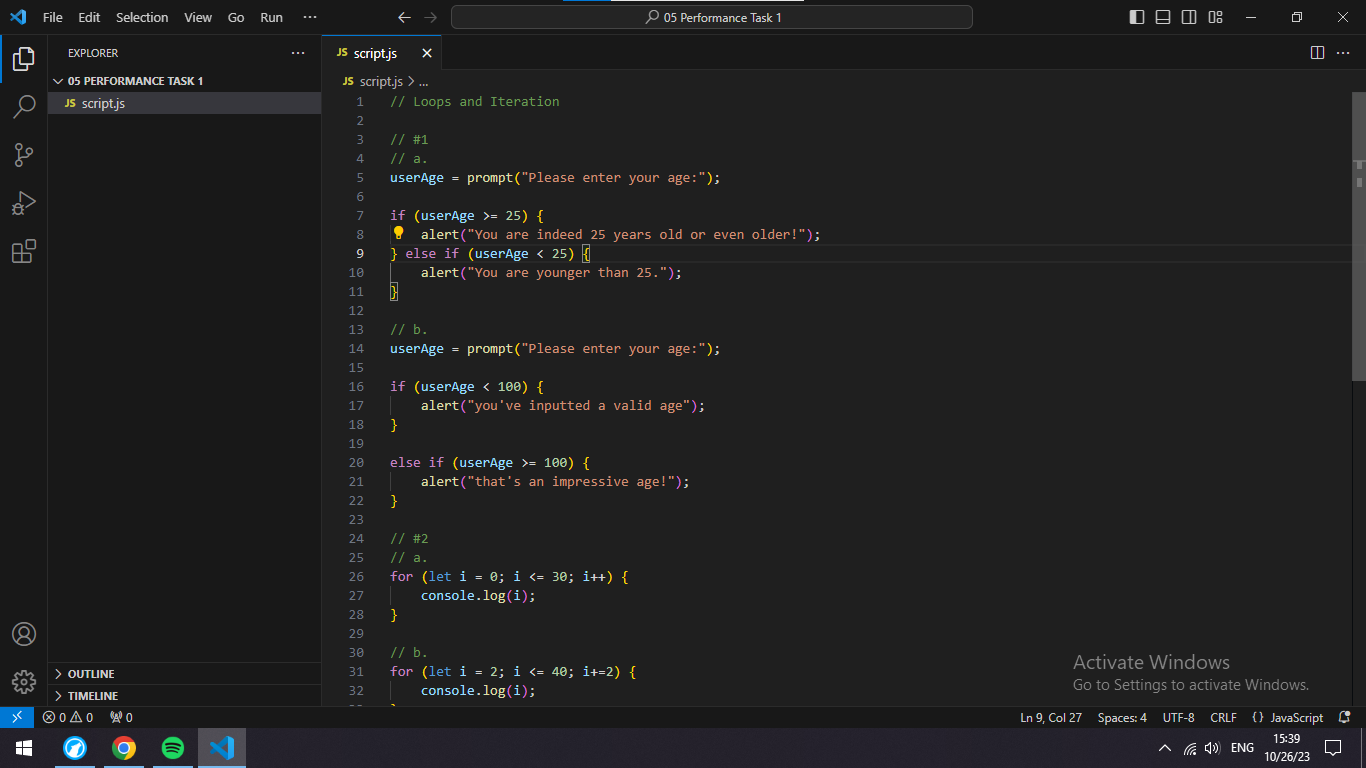 File Edit Selection View Go Run ···
05 Performance Task 1
EXPLORER ···
05 PERFORMANCE TASK 1
JS script.js
OUTLINE
TIMELINE
JS script.js
JS script.js > ...
1 // Loops and Iteration
2
3 // #1
4 // a.
5 userAge = prompt("Please enter your age:");
6
7 if (userAge >= 25) {
8     alert("You are indeed 25 years old or even older!");
9 } else if (userAge < 25) {
10     alert("You are younger than 25.");
11 }
12
13 // b.
14 userAge = prompt("Please enter your age:");
15
16 if (userAge < 100) {
17     alert("you've inputted a valid age");
18 }
19
20 else if (userAge >= 100) {
21     alert("that's an impressive age!");
22 }
23
24 // #2
25 // a.
26 for (let i = 0; i <= 30; i++) {
27     console.log(i);
28 }
29
30 // b.
31 for (let i = 2; i <= 40; i+=2) {
32     console.log(i);
Activate Windows
Go to Settings to activate Windows.
0 0 0
Ln 9, Col 27 Spaces: 4 UTF-8 CRLF {} JavaScript
ENG
15:39
10/26/23